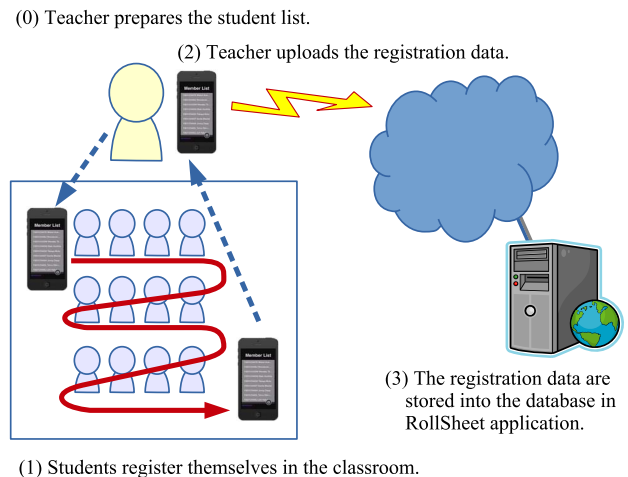 (0) Teacher prepares the student list.
(2) Teacher uploads the registration data.
Member List
Member List
Member List
(3) The registration data are
stored into the database in
RollSheet application.
(1) Students register themselves in the classroom.